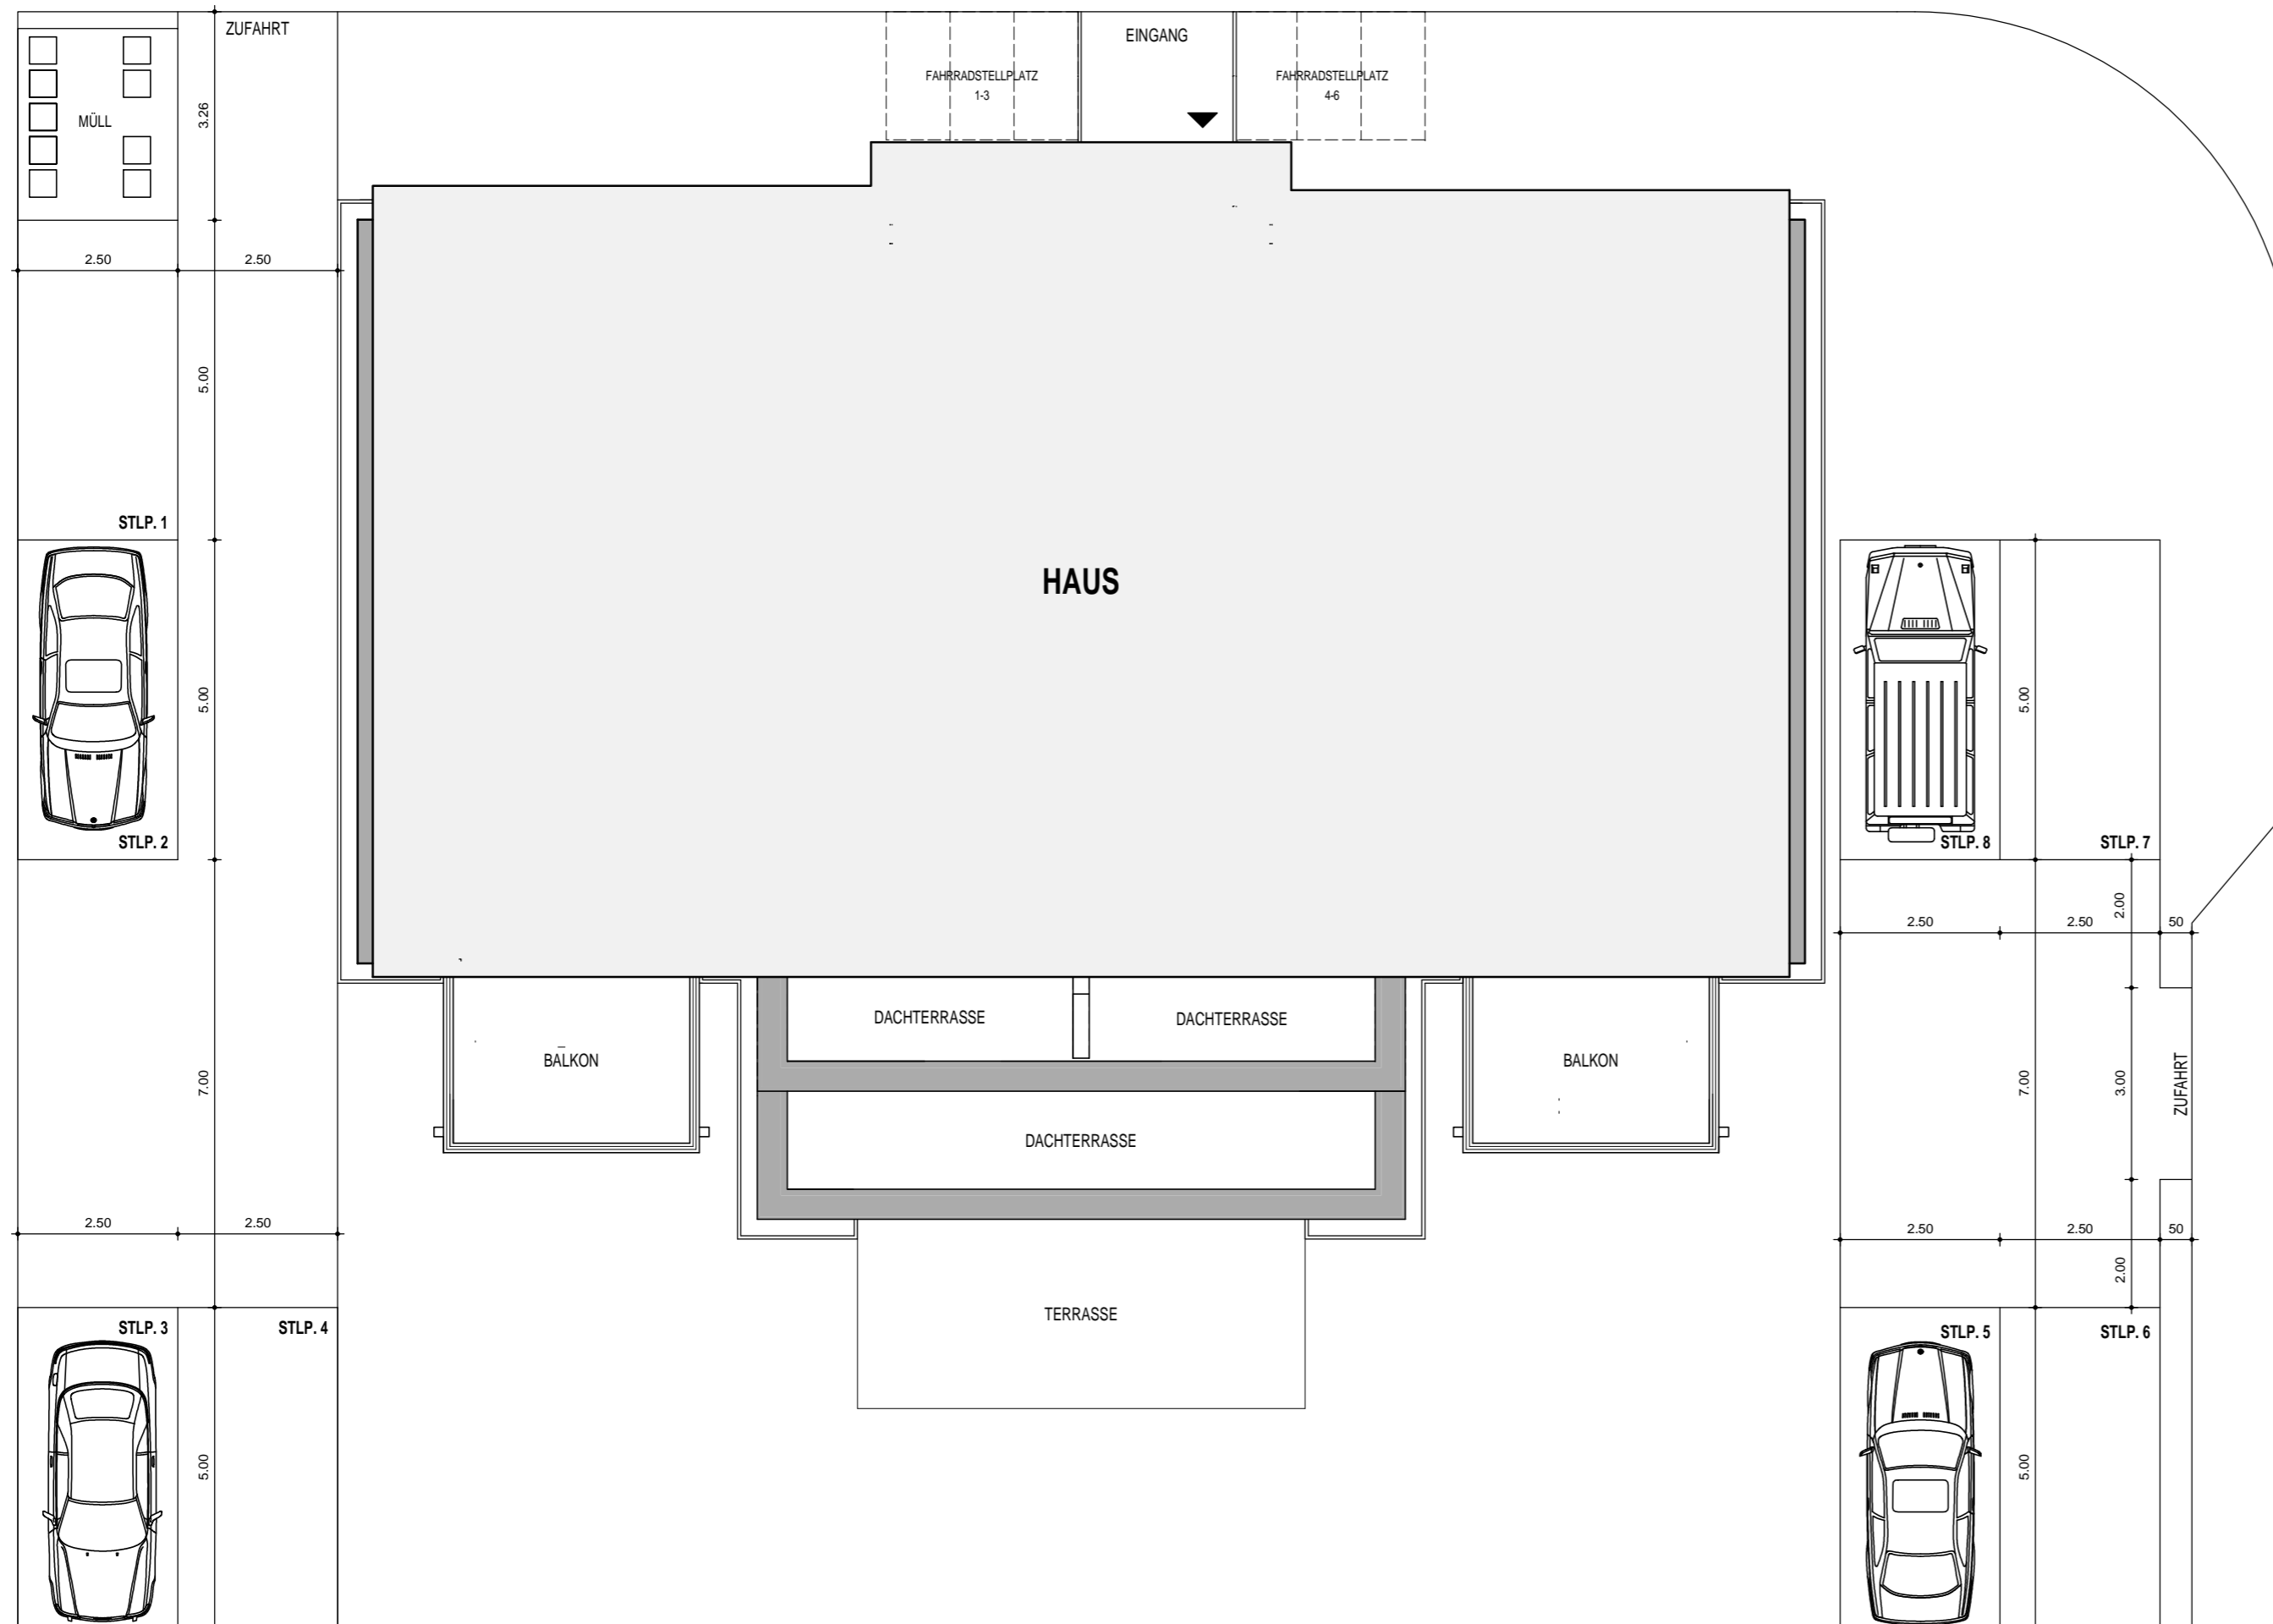 ZUFAHRT
EINGANG
FAHRRADSTELLPLATZ
1-3
FAHRRADSTELLPLATZ
4-6
MÜLL
3.26
2.50
2.50
5.00
STLP. 1
HAUS
5.00
5.00
STLP. 2
STLP. 8
STLP. 7
2.00
2.50
2.50
50
DACHTERRASSE
DACHTERRASSE
BALKON
BALKON
7.00
7.00
3.00
ZUFAHRT
DACHTERRASSE
2.50
2.50
2.50
2.50
50
2.00
TERRASSE
STLP. 3
STLP. 4
STLP. 5
STLP. 6
5.00
5.00